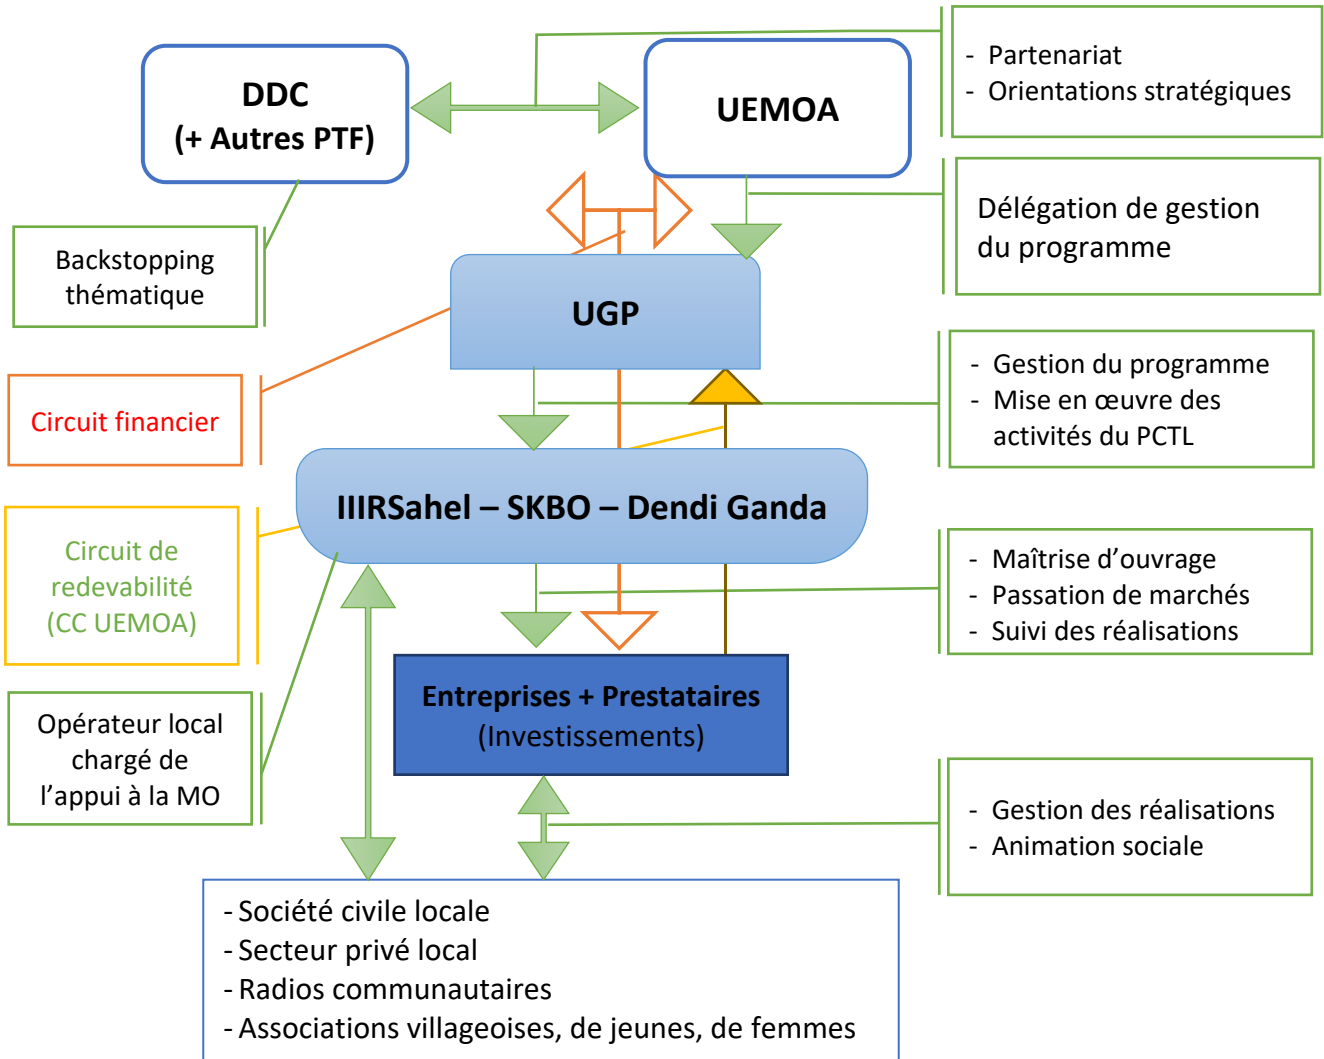 DDC
(+ Autres PTF)
UEMOA
- Partenariat
- Orientations stratégiques
Délégation de gestion
du programme
Backstopping
thématique
UGP
Circuit financier
- Gestion du programme
- Mise en œuvre des
activités du PCTL
IIIRSahel – SKBO – Dendi Ganda
Circuit de
redevabilité
(CC UEMOA)
- Maîtrise d’ouvrage
- Passation de marchés
- Suivi des réalisations
Entreprises + Prestataires
(Investissements)
Opérateur local
chargé de
l’appui à la MO
- Gestion des réalisations
- Animation sociale
- Société civile locale
- Secteur privé local
- Radios communautaires
- Associations villageoises, de jeunes, de femmes